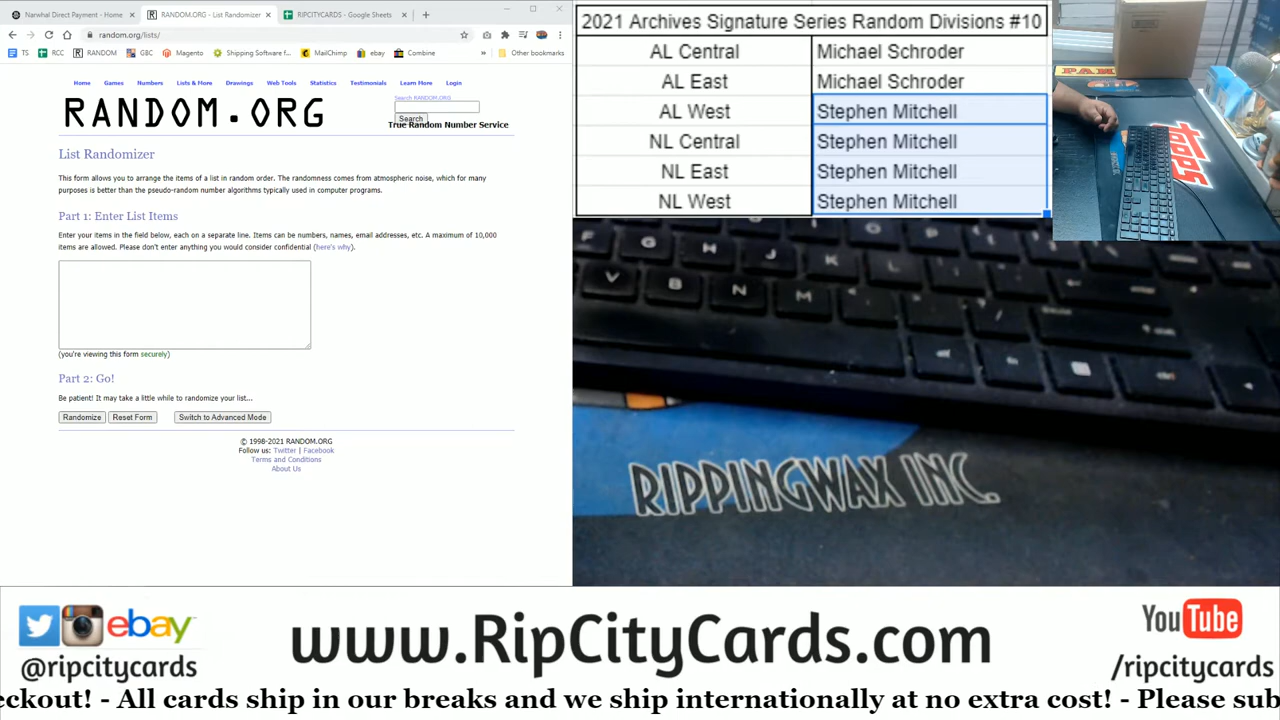 Narwhal Direct Payment - Home
RANDOM.ORG - List Randomizer
RIPCITYCARDS - Google Sheets
random.org/lists/
TS
RCC
RANDOM
GBC
Magento
Shipping Software f...
MailChimp
ebay
Combine
Other bookmarks
Home
Games
Numbers
Lists & More
Drawings
Web Tools
Statistics
Testimonials
Learn More
Login
RANDOM.ORG
Search RANDOM.ORG
Search
True Random Number Service
List Randomizer
This form allows you to arrange the items of a list in random order. The randomness comes from atmospheric noise, which for many
purposes is better than the pseudo-random number algorithms typically used in computer programs.
Part 1: Enter List Items
Enter your items in the field below, each on a separate line. Items can be numbers, names, email addresses, etc. A maximum of 10,000
items are allowed. Please don't enter anything you would consider confidential (here's why).
(you're viewing this form securely)
Part 2: Go!
Be patient! It may take a little while to randomize your list...
Randomize
Reset Form
Switch to Advanced Mode
© 1998-2021 RANDOM.ORG
Follow us: Twitter | Facebook
Terms and Conditions
About Us
2021 Archives Signature Series Random Divisions #10
AL Central Michael Schroder
AL East Michael Schroder
AL West Stephen Mitchell
NL Central Stephen Mitchell
NL East Stephen Mitchell
NL West Stephen Mitchell
topps
F G H J K L
V B N M
RIPPINGWAX INC.
ebay
@ripcitycards
www.RipCityCards.com
YouTube
/ripcitycards
eckout! - All cards ship in our breaks and we ship internationally at no extra cost! - Please sub